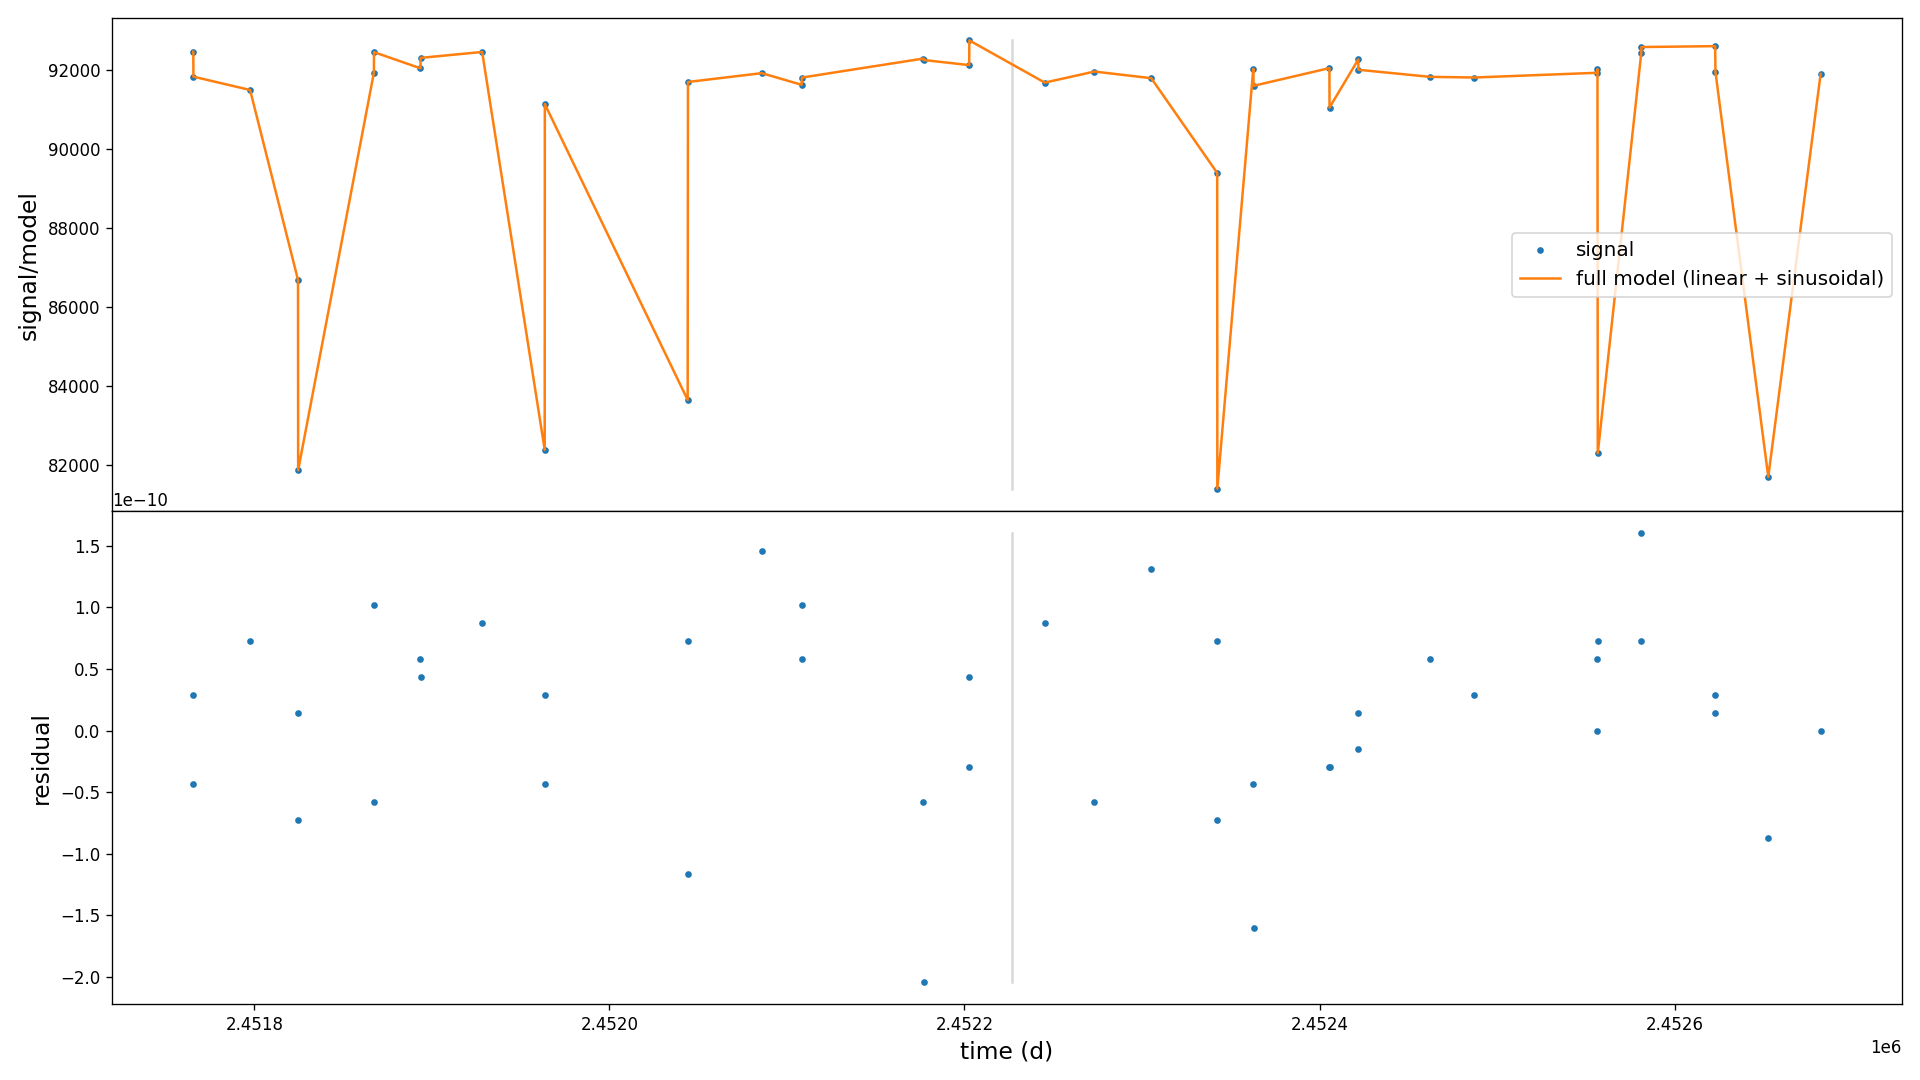 signal/model
92000
90000
88000
86000
84000
82000
signal
full model (linear + sinusoidal)
1e−10
residual
1.5
1.0
0.5
0.0
−0.5
−1.0
−1.5
−2.0
2.4518
2.4520
2.4522
2.4524
2.4526
time (d)
1e6